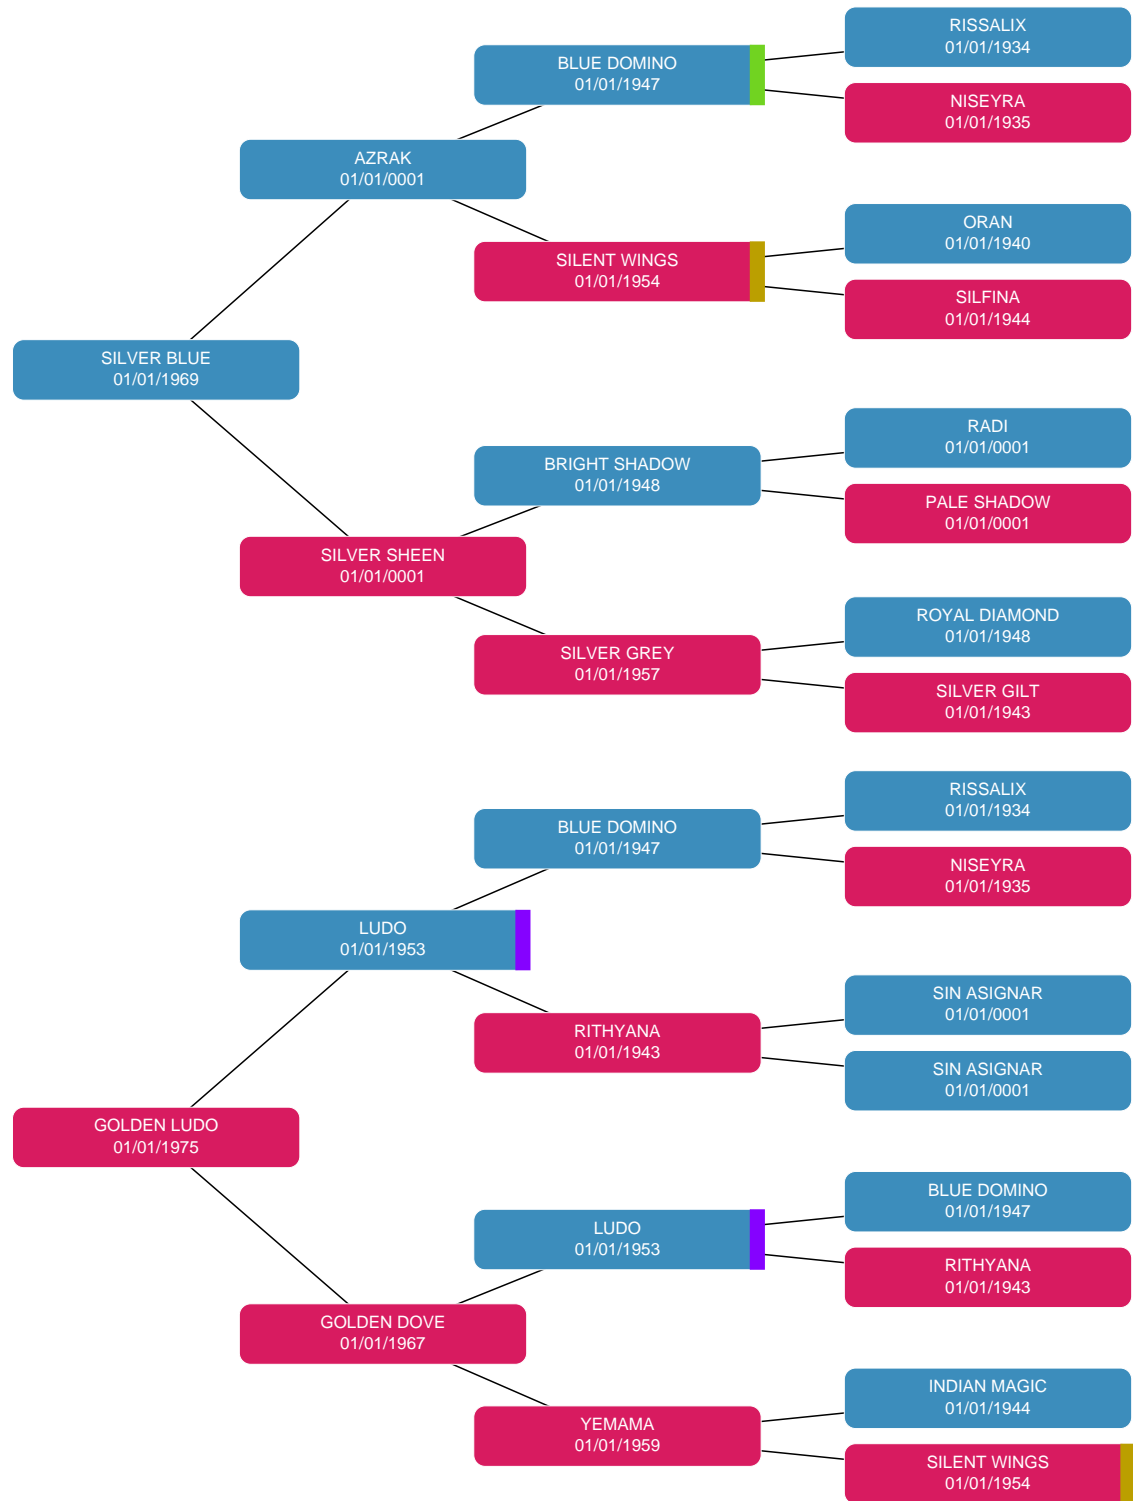 RISSALIX
01/01/1934
BLUE DOMINO
01/01/1947
NISEYRA
01/01/1935
AZRAK
01/01/0001
ORAN
01/01/1940
SILENT WINGS
01/01/1954
SILFINA
01/01/1944
SILVER BLUE
01/01/1969
RADI
01/01/0001
BRIGHT SHADOW
01/01/1948
PALE SHADOW
01/01/0001
SILVER SHEEN
01/01/0001
ROYAL DIAMOND
01/01/1948
SILVER GREY
01/01/1957
SILVER GILT
01/01/1943
RISSALIX
01/01/1934
BLUE DOMINO
01/01/1947
NISEYRA
01/01/1935
LUDO
01/01/1953
SIN ASIGNAR
01/01/0001
RITHYANA
01/01/1943
SIN ASIGNAR
01/01/0001
GOLDEN LUDO
01/01/1975
BLUE DOMINO
01/01/1947
LUDO
01/01/1953
RITHYANA
01/01/1943
GOLDEN DOVE
01/01/1967
INDIAN MAGIC
01/01/1944
YEMAMA
01/01/1959
SILENT WINGS
01/01/1954